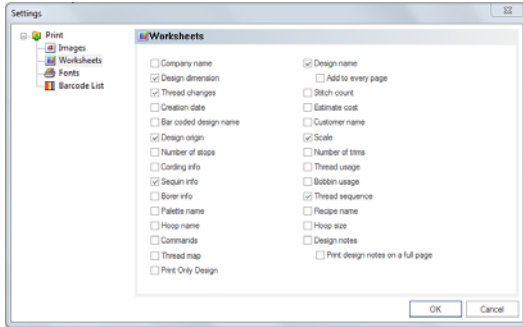 Settings
Print
Images
Worksheets
Fonts
Barcode List
Worksheets
Company name
Design dimension
Thread changes
Creation date
Bar coded design name
Design origin
Number of stops
Cording info
Sequin info
Borer info
Palette name
Hoop name
Commands
Thread map
Print Only Design
Design name
Add to every page
Stitch count
Estimate cost
Customer name
Scale
Number of trims
Thread usage
Bobbin usage
Thread sequence
Recipe name
Hoop size
Design notes
Print design notes on a full page
OK
Cancel